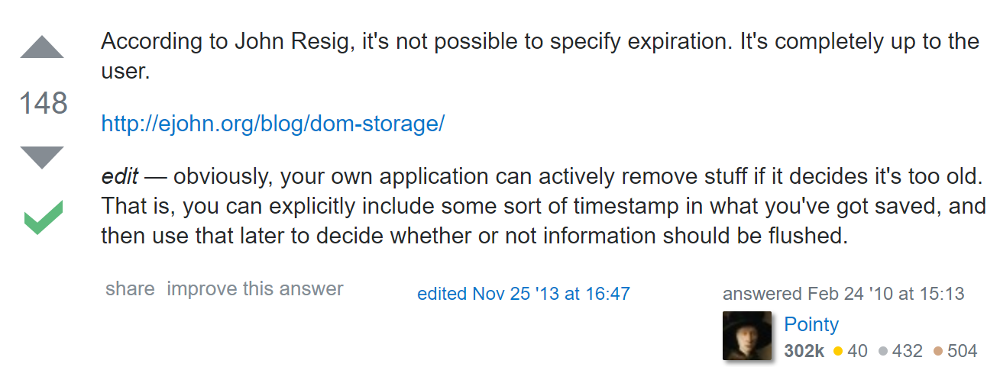 According to John Resig, it's not possible to specify expiration. It's completely up to the
user.
148
http://ejohn.org/blog/dom-storage/
edit — obviously, your own application can actively remove stuff if it decides it's too old.
That is, you can explicitly include some sort of timestamp in what you've got saved, and
then use that later to decide whether or not information should be flushed.
share improve this answer
edited Nov 25 '13 at 16:47
answered Feb 24 '10 at 15:13
Pointy
302k 40 432 504